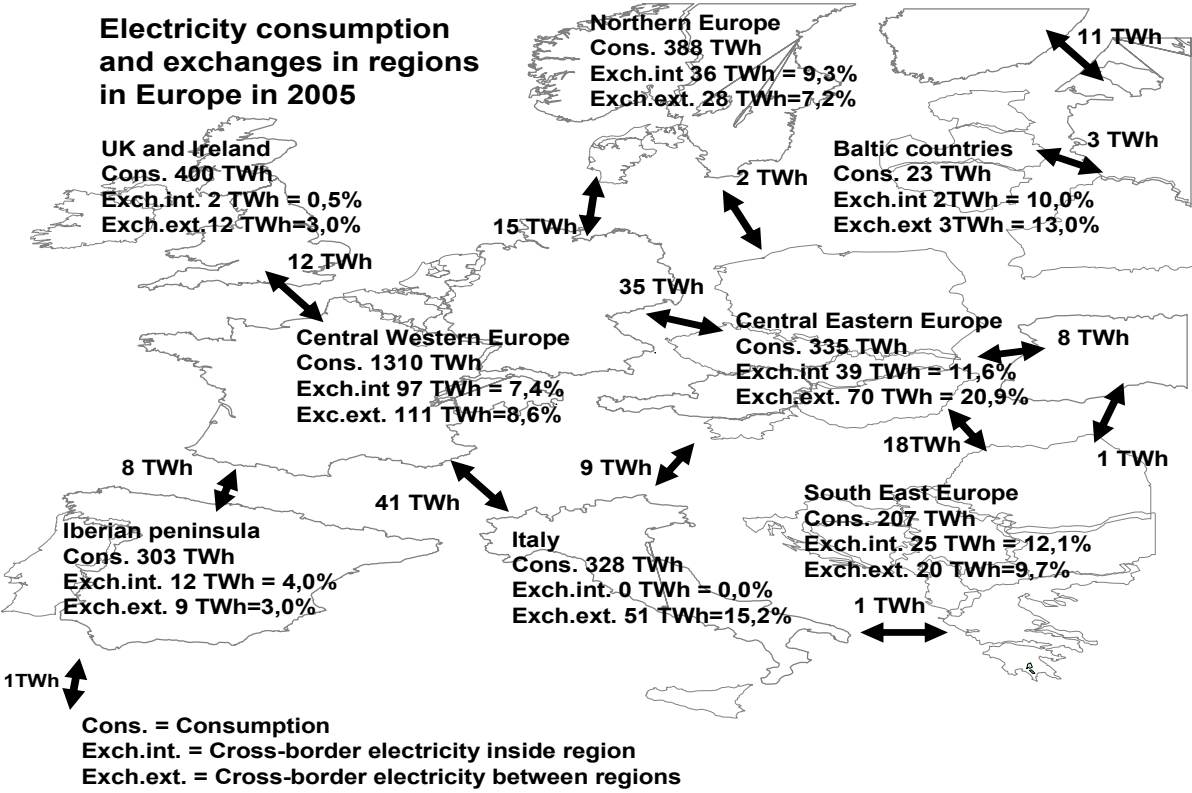 Electricity consumption
and exchanges in regions
in Europe in 2005
Northern Europe
Cons. 388 TWh
Exch.int 36 TWh = 9,3%
Exch.ext. 28 TWh=7,2%
11 TWh
UK and Ireland
Cons. 400 TWh
Exch.int. 2 TWh = 0,5%
Exch.ext.12 TWh=3,0%
Baltic countries
Cons. 23 TWh
Exch.int 2TWh = 10,0%
Exch.ext 3TWh = 13,0%
3 TWh
2 TWh
15 TWh
12 TWh
35 TWh
Central Western Europe
Cons. 1310 TWh
Exch.int 97 TWh = 7,4%
Exc.ext. 111 TWh=8,6%
Central Eastern Europe
Cons. 335 TWh
Exch.int 39 TWh = 11,6%
Exch.ext. 70 TWh = 20,9%
8 TWh
18TWh
1 TWh
8 TWh
41 TWh
9 TWh
Iberian peninsula
Cons. 303 TWh
Exch.int. 12 TWh = 4,0%
Exch.ext. 9 TWh=3,0%
Italy
Cons. 328 TWh
Exch.int. 0 TWh = 0,0%
Exch.ext. 51 TWh=15,2%
South East Europe
Cons. 207 TWh
Exch.int. 25 TWh = 12,1%
Exch.ext. 20 TWh=9,7%
1 TWh
1TWh
Cons. = Consumption
Exch.int. = Cross-border electricity inside region
Exch.ext. = Cross-border electricity between regions